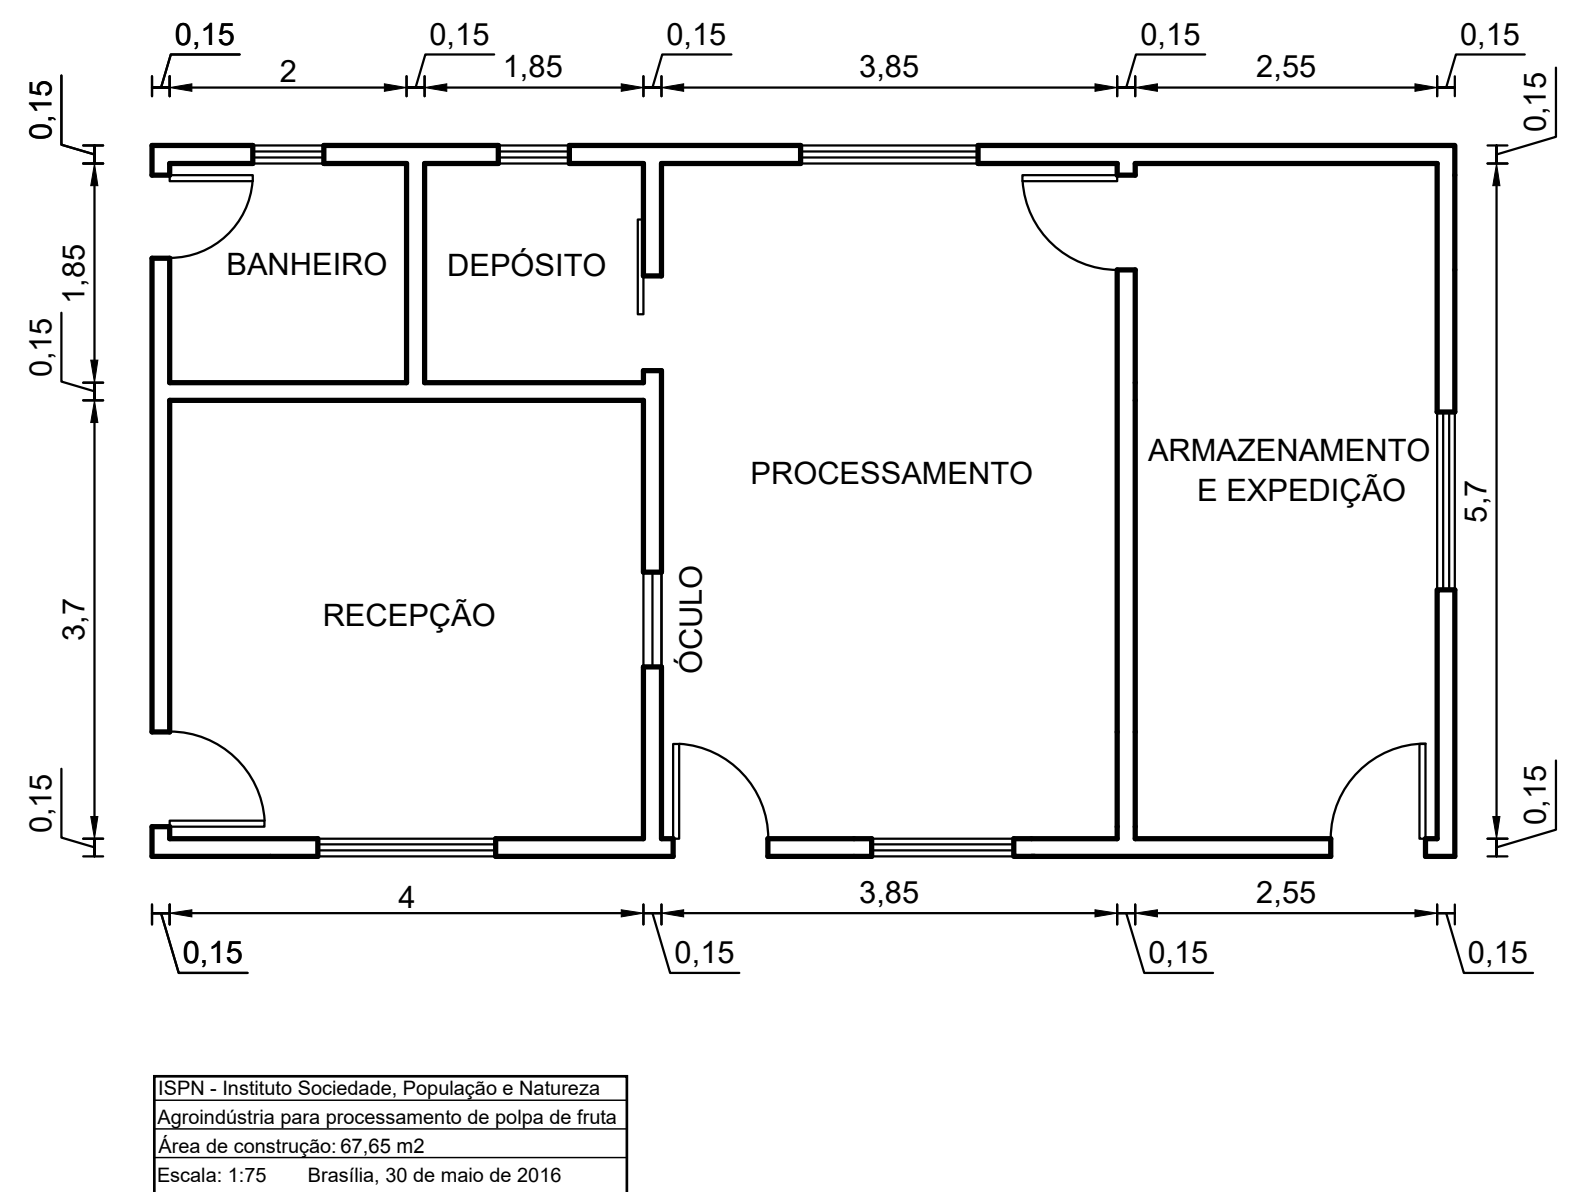 0,15
0,15
0,15
0,15
0,15
2
1,85
3,85
2,55
0,15
0,15
1,85
0,15
3,7
0,15
BANHEIRO
DEPÓSITO
PROCESSAMENTO
ARMAZENAMENTO
E EXPEDIÇÃO
5,7
RECEPÇÃO
ÓCULO
0,15
4
3,85
2,55
0,15
0,15
0,15
0,15
ISPN - Instituto Sociedade, População e Natureza
Agroindústria para processamento de polpa de fruta
Área de construção: 67,65 m2
Escala: 1:75 Brasília, 30 de maio de 2016